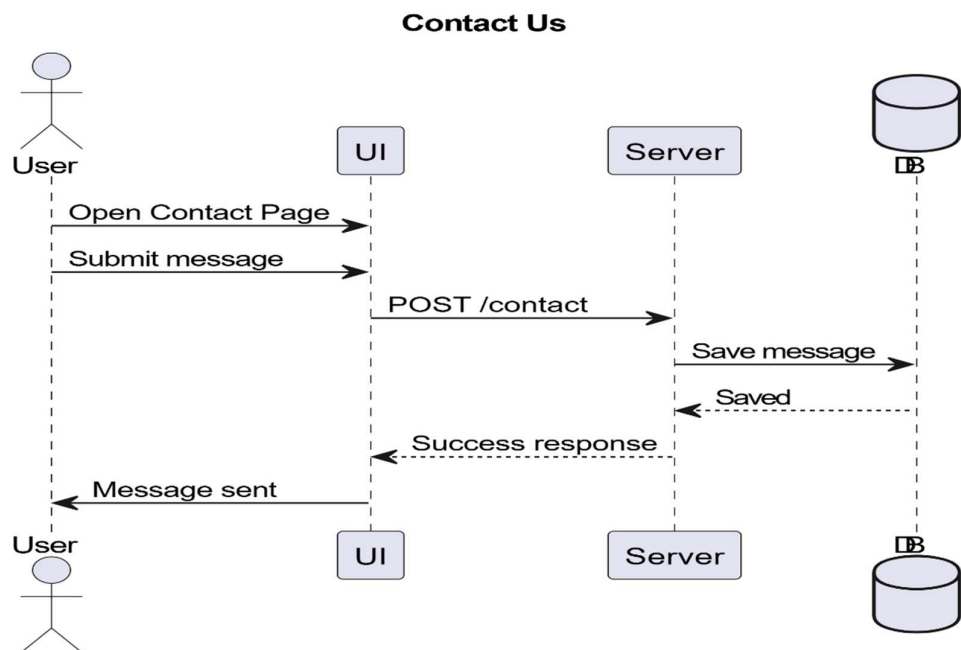 Contact Us
User
UI
Server
DB
Open Contact Page
Submit message
POST /contact
Save message
Saved
Success response
Message sent
User
UI
Server
DB